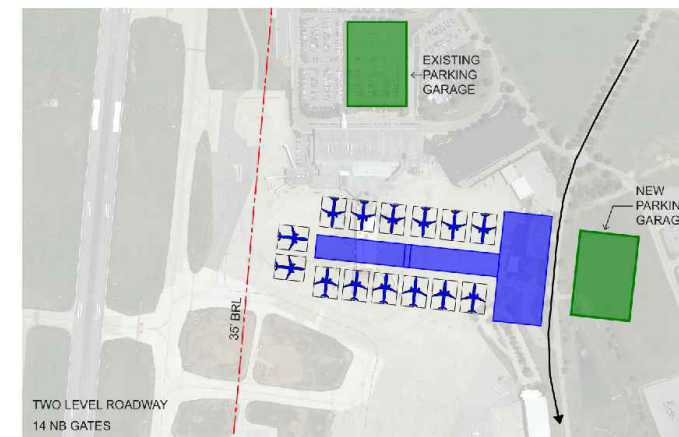 EXISTING
PARKING
GARAGE
NEW
PARKIN
GARAG
35' BRL
TWO LEVEL ROADWAY
14 NB GATES